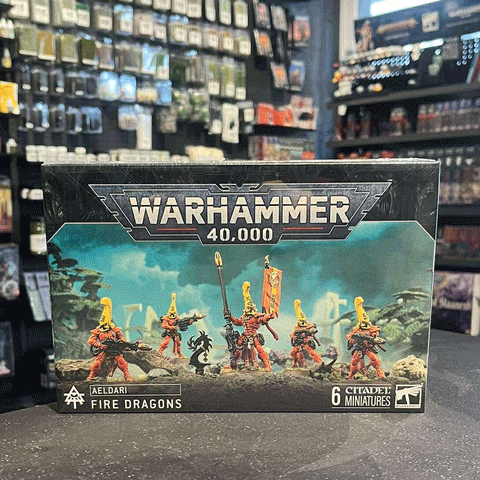 WARHAMMER
40,000
AELDARI
FIRE DRAGONS
6 CITADEL
MINIATURES